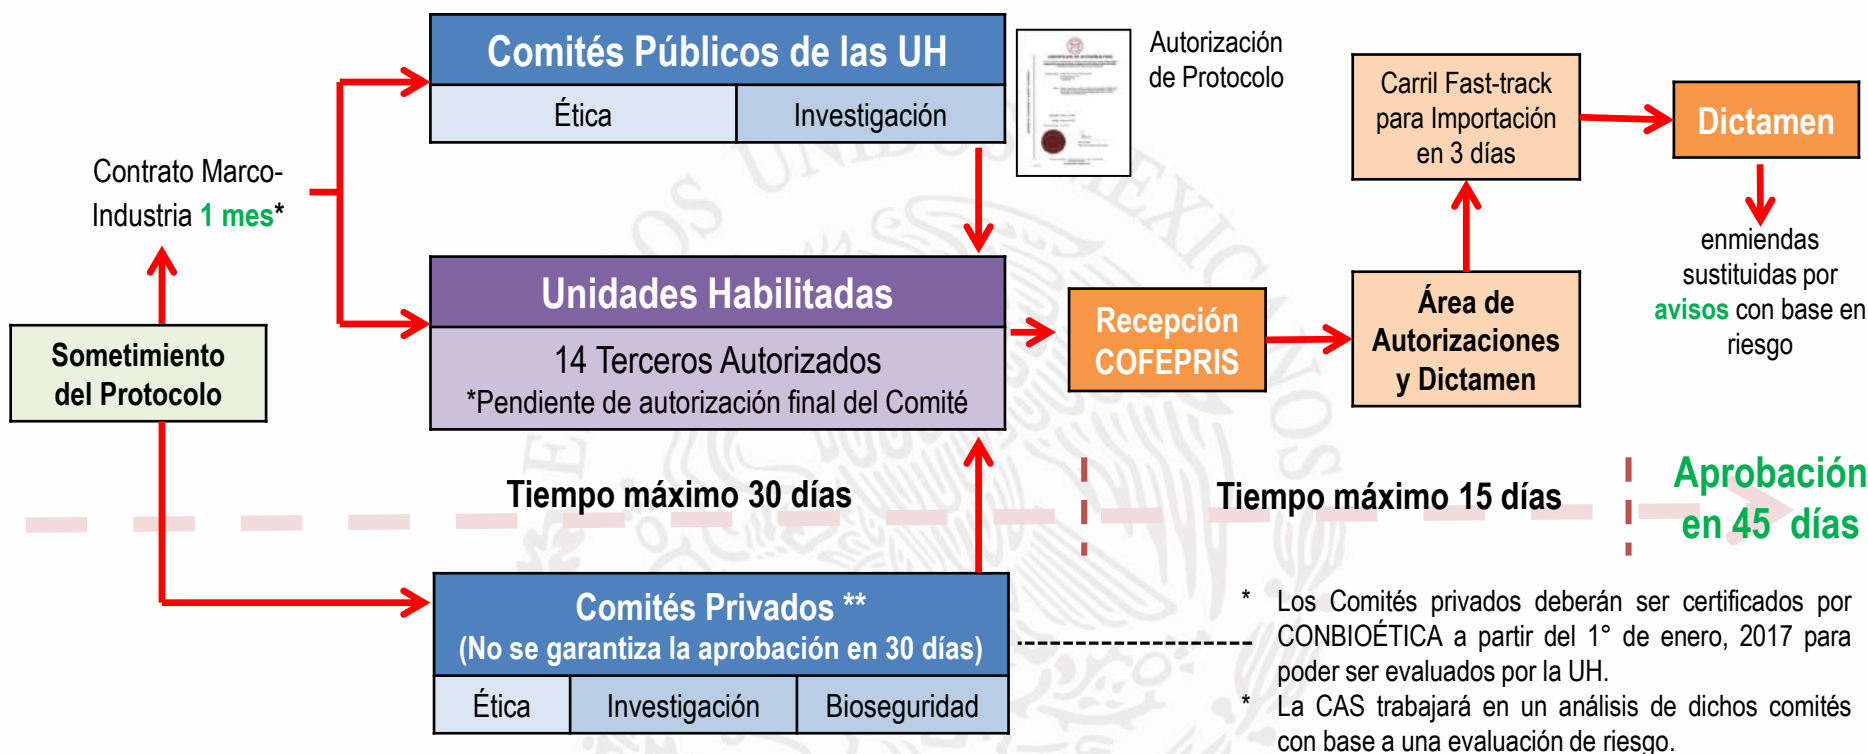 Comités Públicos de las UH
Ética
Investigación
Autorización
de Protocolo
Carril Fast-track
para Importación
en 3 días
Dictamen
Contrato Marco-
Industria 1 mes*
enmiendas
sustituidas por
avisos con base en
riesgo
Unidades Habilitadas
14 Terceros Autorizados
*Pendiente de autorización final del Comité
Recepción
COFEPRIS
Área de
Autorizaciones
y Dictamen
Sometimiento
del Protocolo
Tiempo máximo 30 días
Tiempo máximo 15 días
Aprobación
en 45 días
Comités Privados **
(No se garantiza la aprobación en 30 días)
Ética
Investigación
Bioseguridad
* Los Comités privados deberán ser certificados por
CONBIOÉTICA a partir del 1° de enero, 2017 para
poder ser evaluados por la UH.
* La CAS trabajará en un análisis de dichos comités
con base a una evaluación de riesgo.